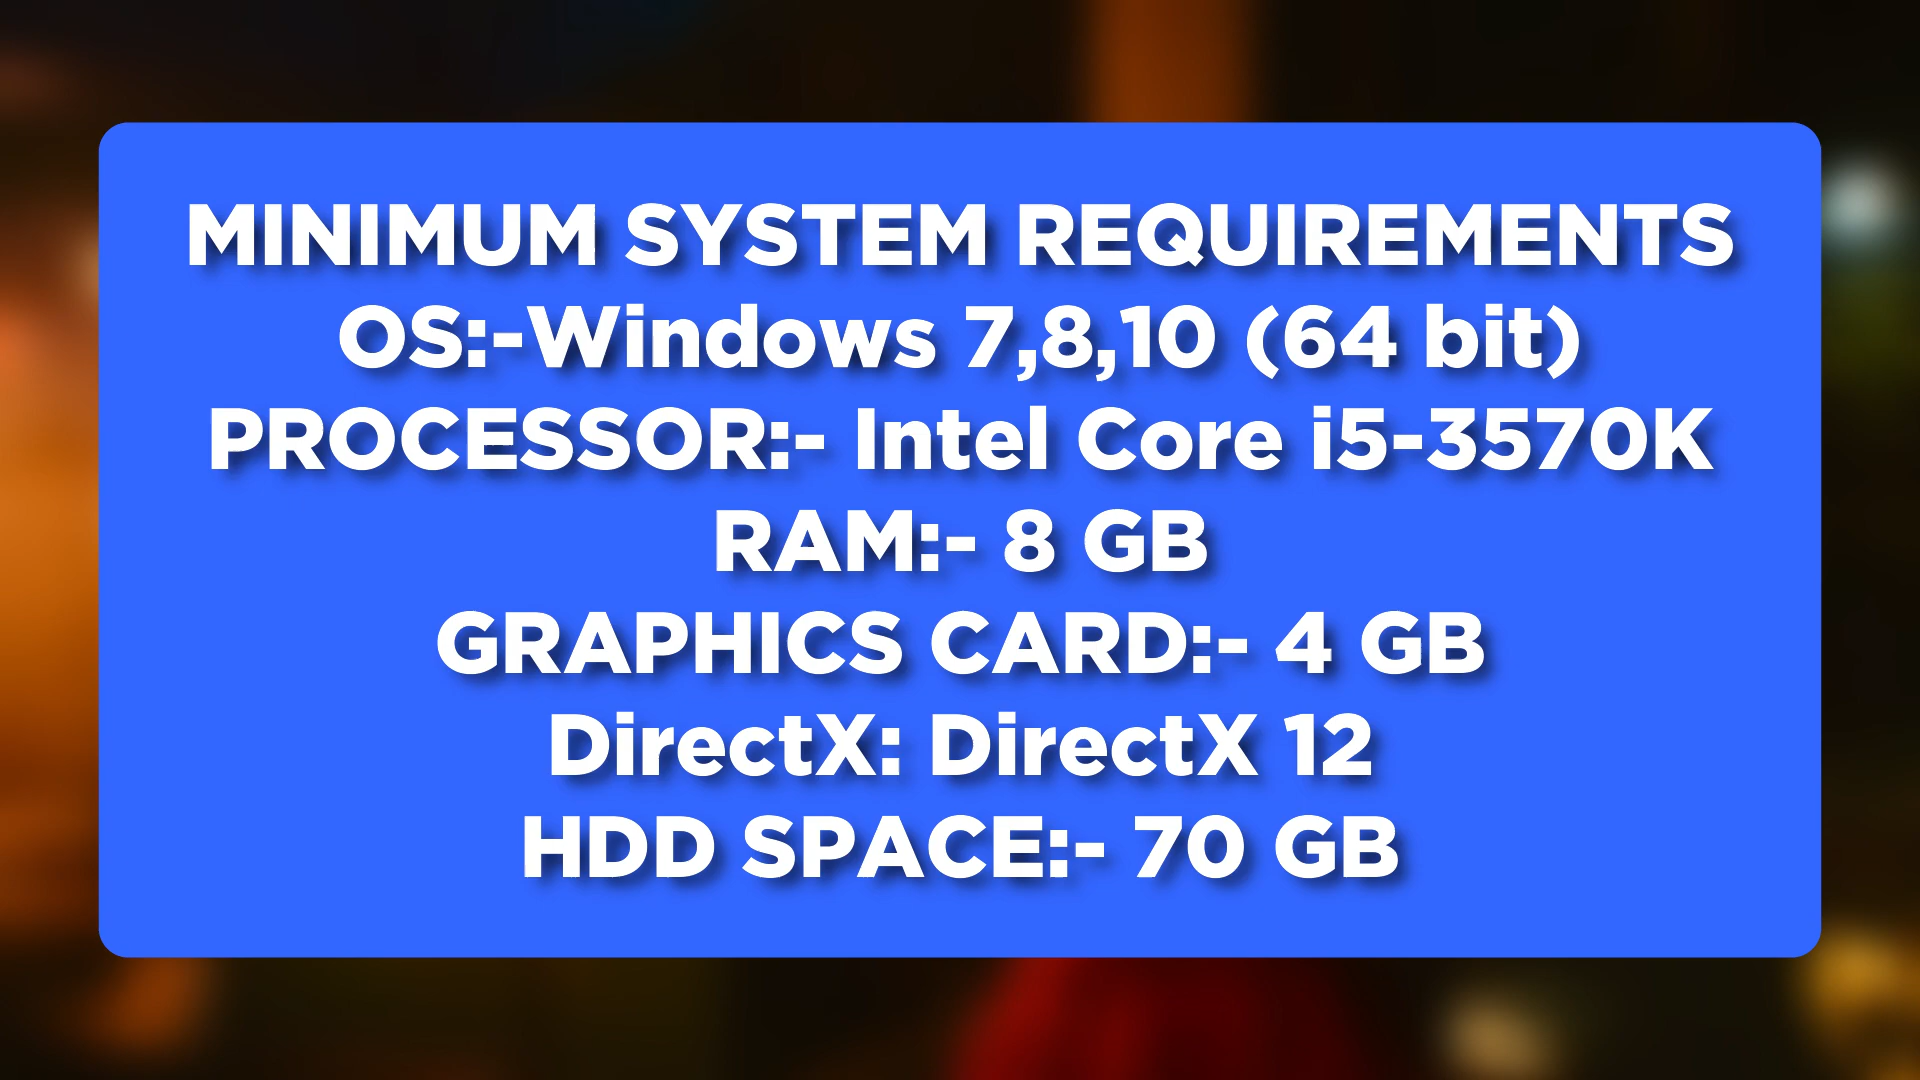 MINIMUM SYSTEM REQUIREMENTS
OS:-Windows 7,8,10 (64 bit)
PROCESSOR:- Intel Core i5-3570K
RAM:- 8 GB
GRAPHICS CARD:- 4 GB
DirectX: DirectX 12
HDD SPACE:- 70 GB